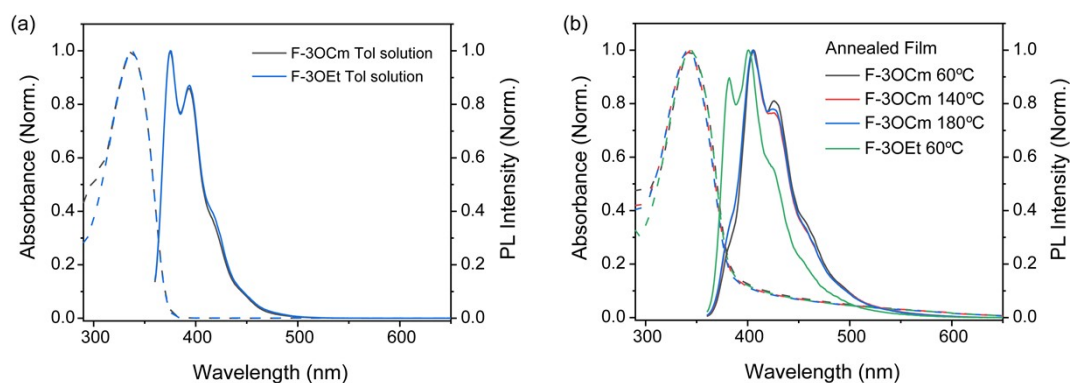 (a)
Absorbance (Norm.)
1.0
0.8
0.6
0.4
0.2
0.0
F-3OCm Tol solution
F-3OEt Tol solution
1.0
0.8
0.6
0.4
0.2
0.0
PL Intensity (Norm.)
300 400 500 600
Wavelength (nm)
(b)
Absorbance (Norm.)
1.0
0.8
0.6
0.4
0.2
0.0
Annealed Film
F-3OCm 60ºC
F-3OCm 140ºC
F-3OCm 180ºC
F-3OEt 60ºC
1.0
0.8
0.6
0.4
0.2
0.0
PL Intensity (Norm.)
300 400 500 600
Wavelength (nm)